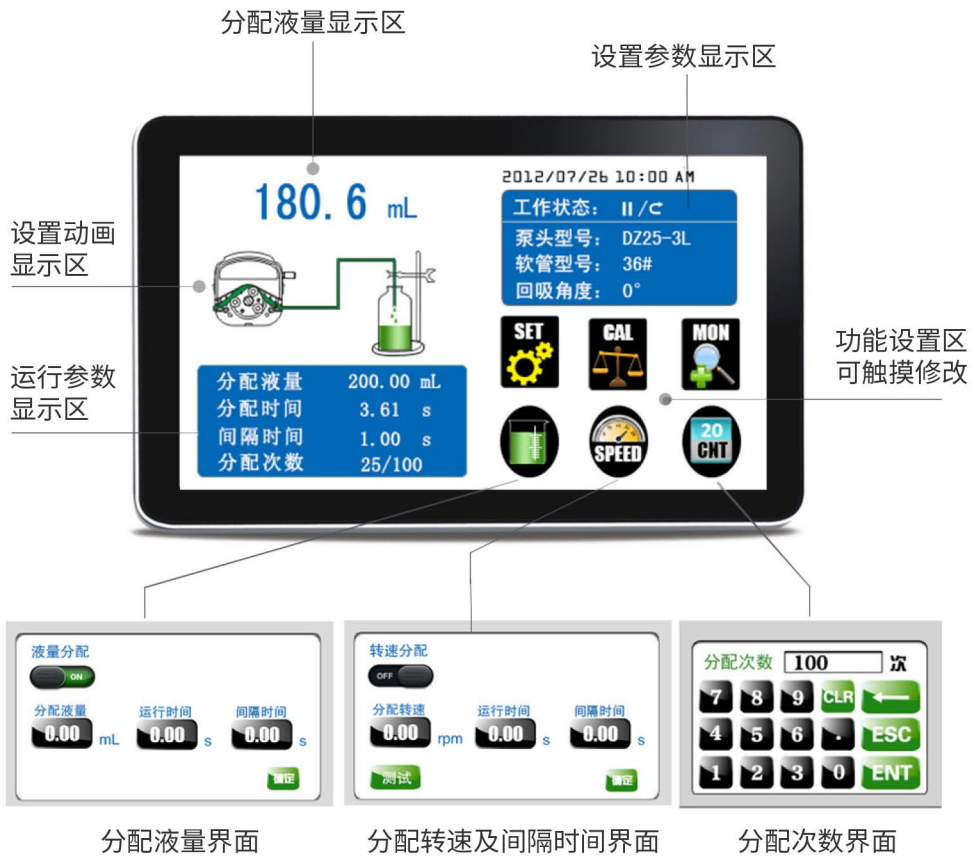 分配液量显示区
设置参数显示区
2012/07/26 10:00 AM
180.6 mL
工作状态： /
泵头型号： DZ25-3L
软管型号： 36#
回吸角度： 0°
设置动画
显示区
SET
CAL
MON
功能设置区
可触摸修改
运行参数
显示区
分配液量 200.00 mL
分配时间 3.61 s
间隔时间 1.00 s
分配次数 25/100
SPEED
20
CNT
液量分配
ON
分配液量 运行时间 间隔时间
0.00 mL 0.00 s 0.00 s
确定
转速分配
OFF
分配转速 运行时间 间隔时间
0.00 rpm 0.00 s 0.00 s
测试 确定
分配次数 100 次
7 8 9 CLR ←
4 5 6 . ESC
1 2 3 0 ENT
分配液量界面
分配转速及间隔时间界面
分配次数界面